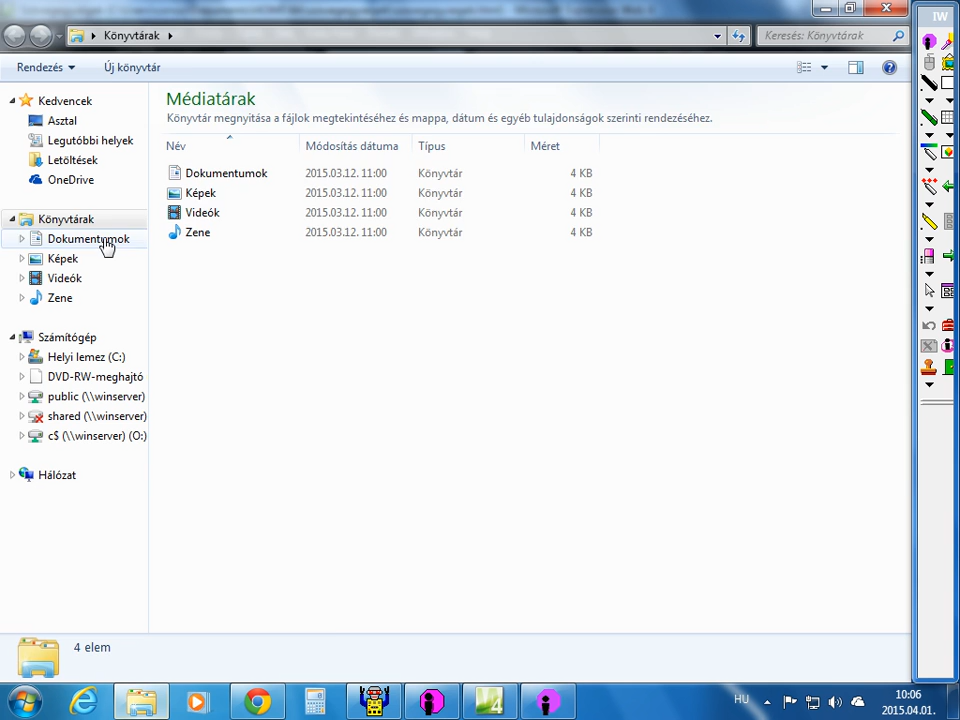 IW
Könyvtárak
Keresés: Könyvtárak
Rendezés
Új könyvtár
Kedvencek
Asztal
Legutóbbi helyek
Letöltések
OneDrive
Könyvtárak
Dokumentumok
Képek
Videók
Zene
Számítógép
Helyi lemez (C:)
DVD-RW-meghajtó
public (\\winserver)
shared (\\winserver)
c$ (\\winserver) (O:)
Hálózat
Médiatárak
Könyvtár megnyitása a fájlok megtekintéséhez és mappa, dátum és egyéb tulajdonságok szerinti rendezéséhez.
Név Módosítás dátuma Típus Méret
Dokumentumok 2015.03.12. 11:00 Könyvtár 4 KB
Képek 2015.03.12. 11:00 Könyvtár 4 KB
Videók 2015.03.12. 11:00 Könyvtár 4 KB
Zene 2015.03.12. 11:00 Könyvtár 4 KB
4 elem
4
HU
10:06
2015.04.01.